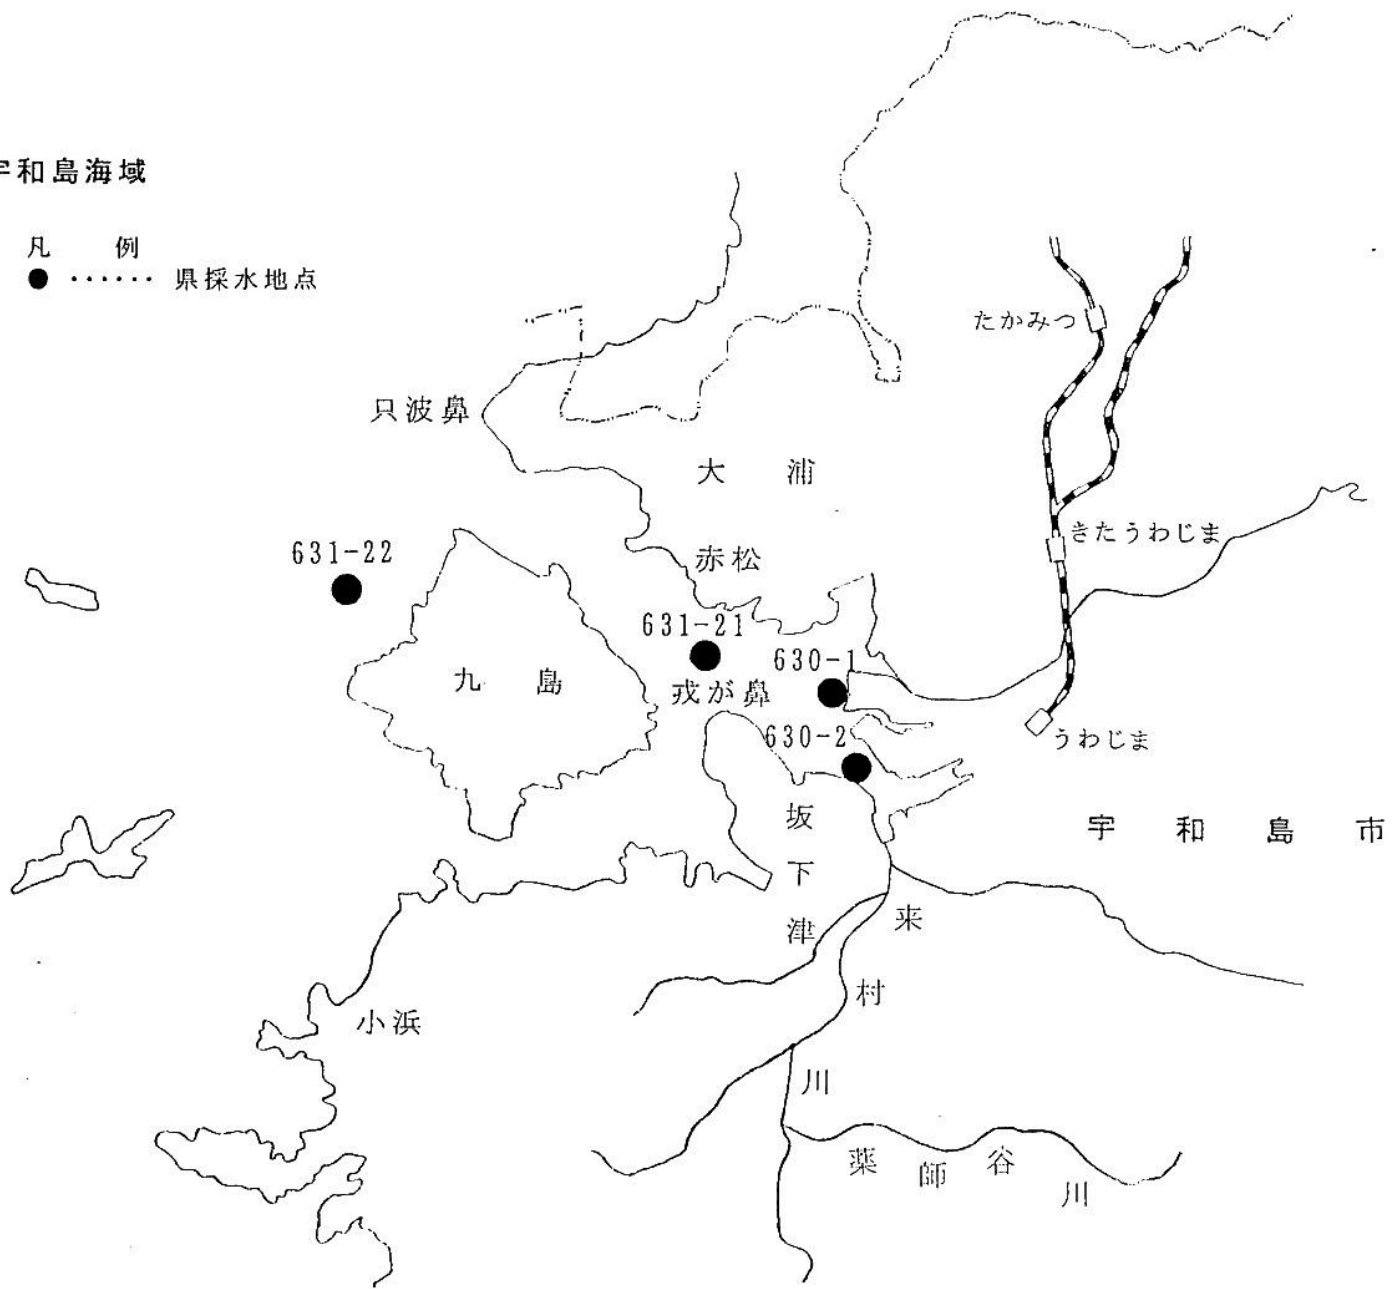 宇和島海域
凡 例
● ‥‥‥ 県採水地点
たかみつ
只波鼻
大 浦
きたうわじま
631-22
赤松
631-21
630-1
九 島
戎が鼻
630-2
うわじま
坂下津
宇 和 島 市
来村川
小浜
薬師谷川